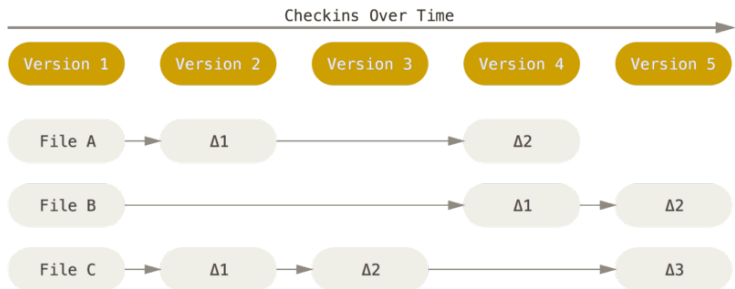 Checkins Over Time
Version 1 Version 2 Version 3 Version 4 Version 5
File A Δ1 Δ2
File B Δ1 Δ2
File C Δ1 Δ2 Δ3